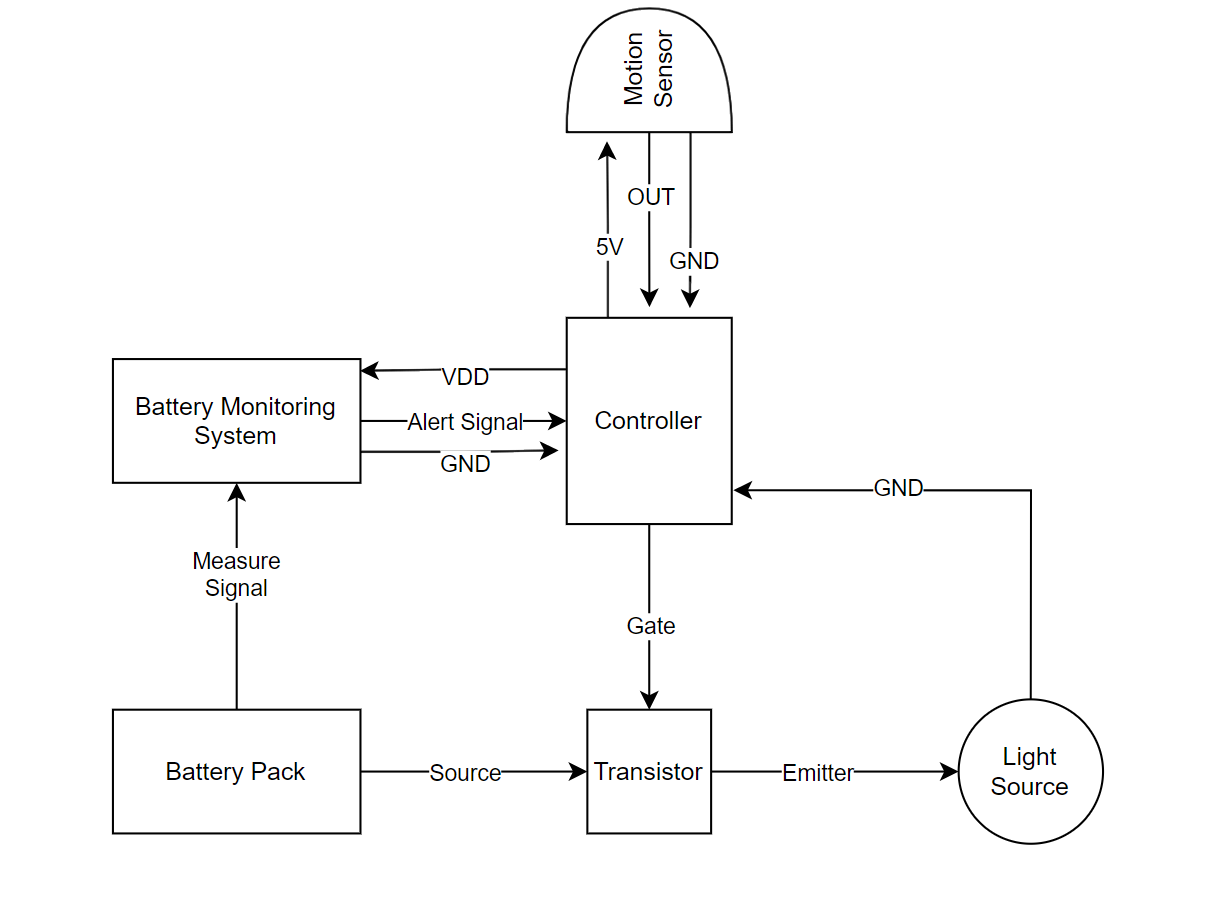 Motion
Sensor
OUT
5V
GND
VDD
Battery Monitoring
System
Alert Signal
Controller
GND
GND
Measure
Signal
Gate
Battery Pack
Source
Transistor
Emitter
Light
Source